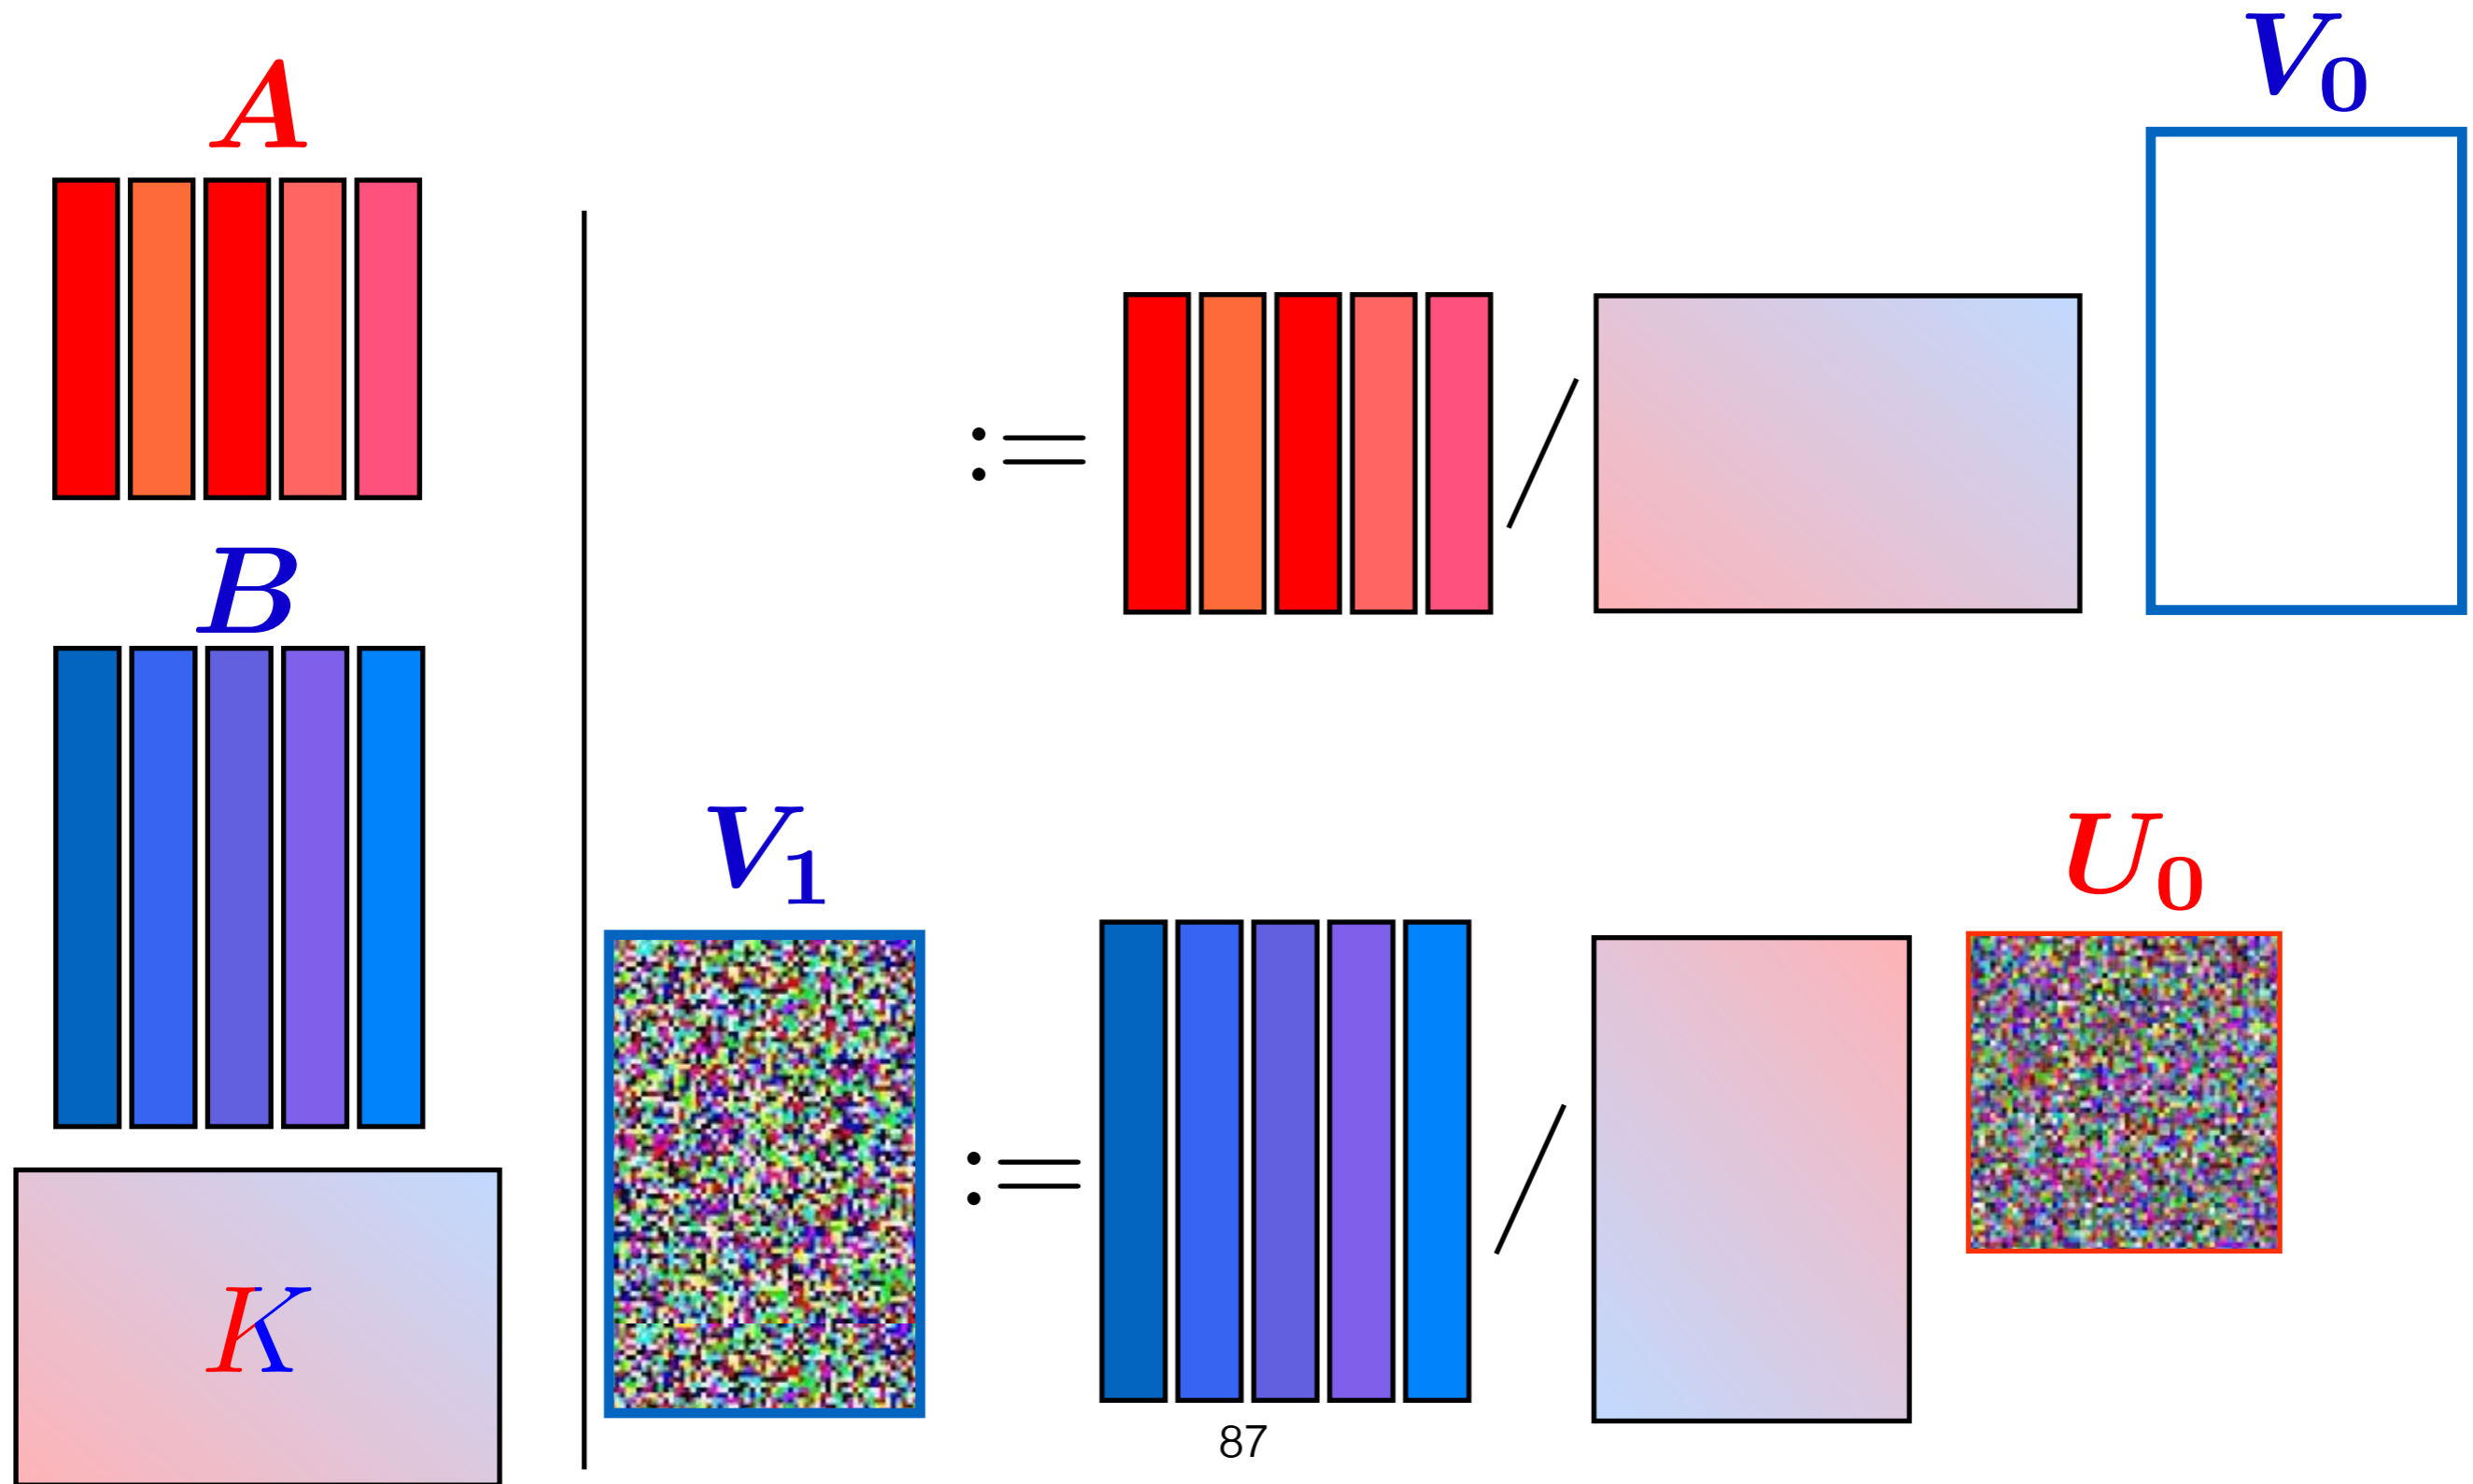 A
B
K
V₀
:= /
V₁
:= /
U₀
87